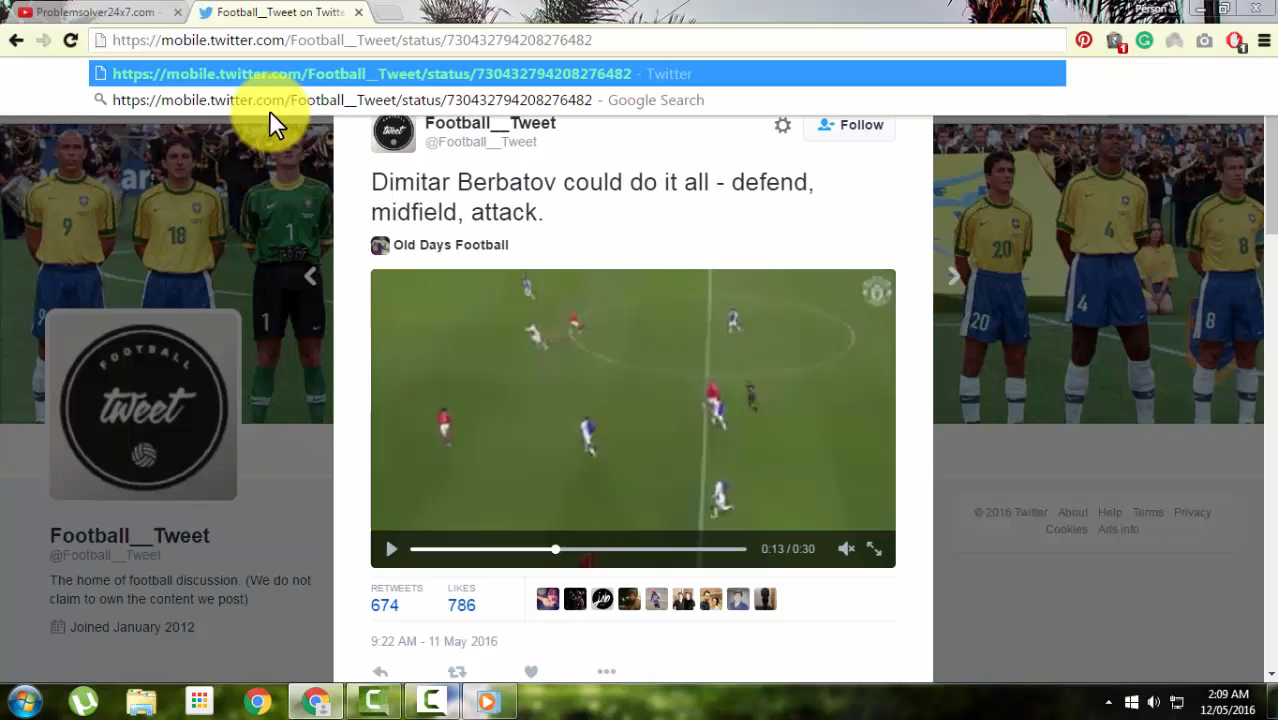 Problemsolver24x7.com -
Football__Tweet on Twitte
Person 1
https://mobile.twitter.com/Football__Tweet/status/730432794208276482
https://mobile.twitter.com/Football__Tweet/status/730432794208276482 - Twitter
https://mobile.twitter.com/Football__Tweet/status/730432794208276482 - Google Search
Football__Tweet
@Football__Tweet
Follow
Dimitar Berbatov could do it all - defend,
midfield, attack.
Old Days Football
0:13 / 0:30
RETWEETS
674
LIKES
786
9:22 AM - 11 May 2016
FOOTBALL
tweet
Football__Tweet
@Football__Tweet
The home of football discussion. (We do not
claim to own the content we post)
Joined January 2012
© 2016 Twitter About Help Terms Privacy
Cookies Ads info
2:09 AM
12/05/2016